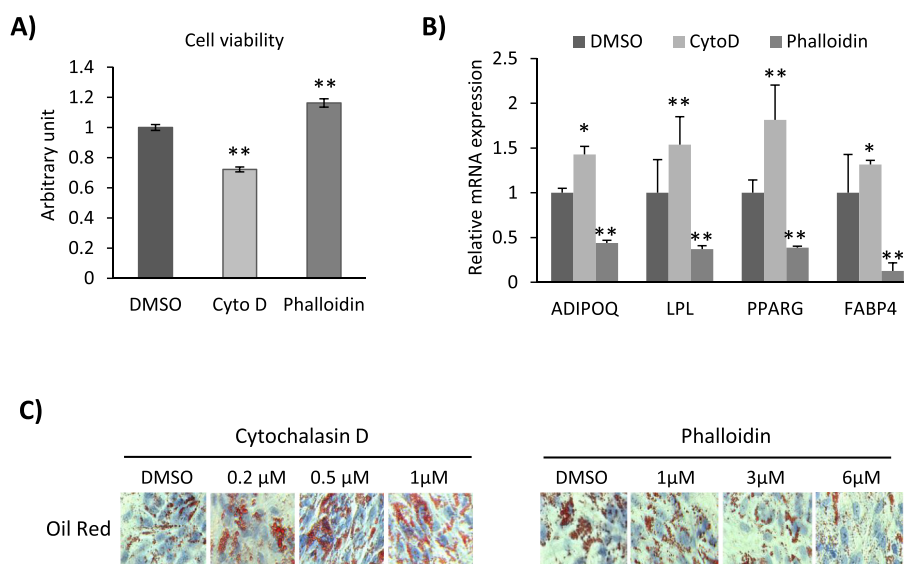 A)
Cell viability
Arbitrary unit
1.4
1.2
1
0.8
0.6
0.4
0.2
0
**
**
DMSO
Cyto D
Phalloidin
B)
DMSO CytoD Phalloidin
Relative mRNA expression
2.5
2
1.5
1
0.5
0
*
**
**
**
**
**
*
**
ADIPOQ LPL PPARG FABP4
C)
Cytochalasin D
DMSO 0.2 μM 0.5 μM 1μM
Phalloidin
DMSO 1μM 3μM 6μM
Oil Red